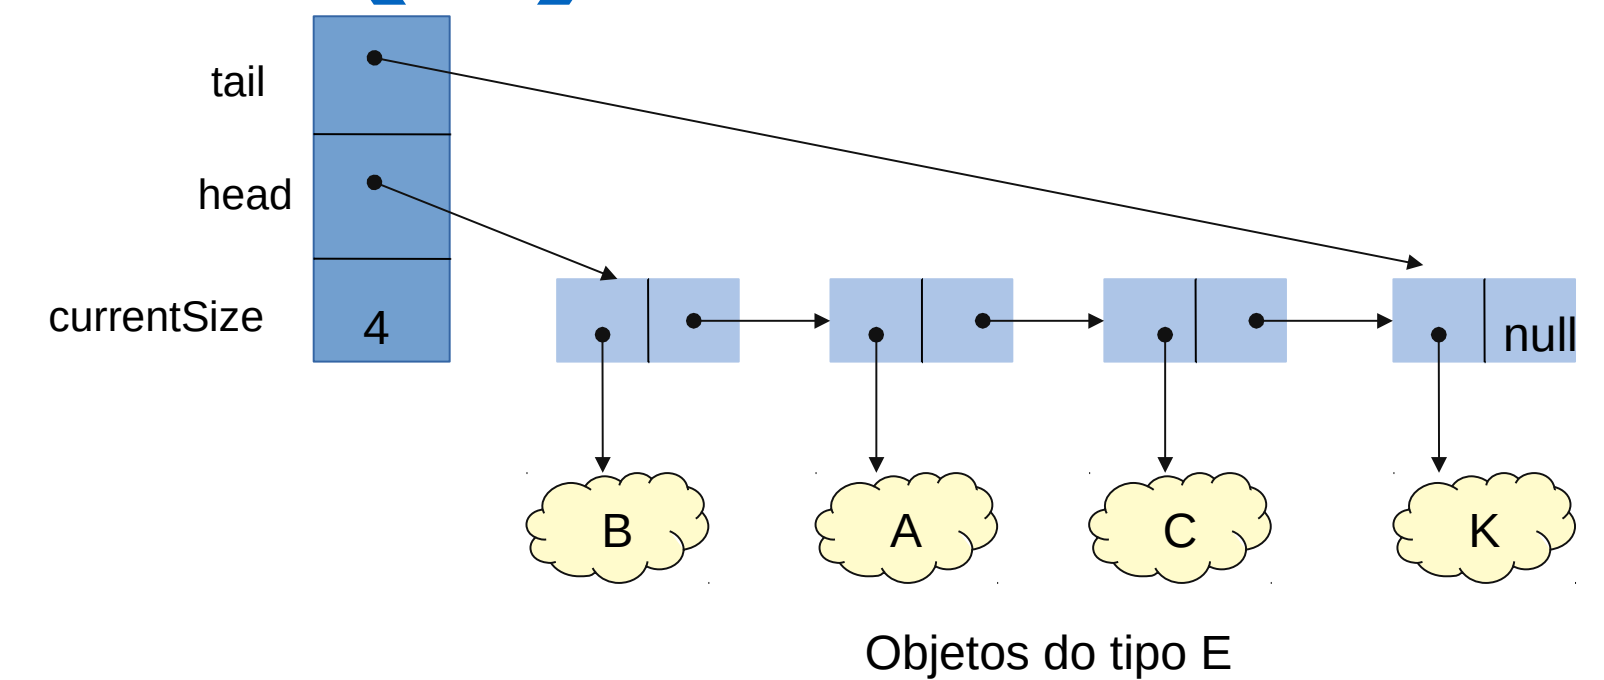 tail
head
currentSize
4
null
B
A
C
K
Objetos do tipo E